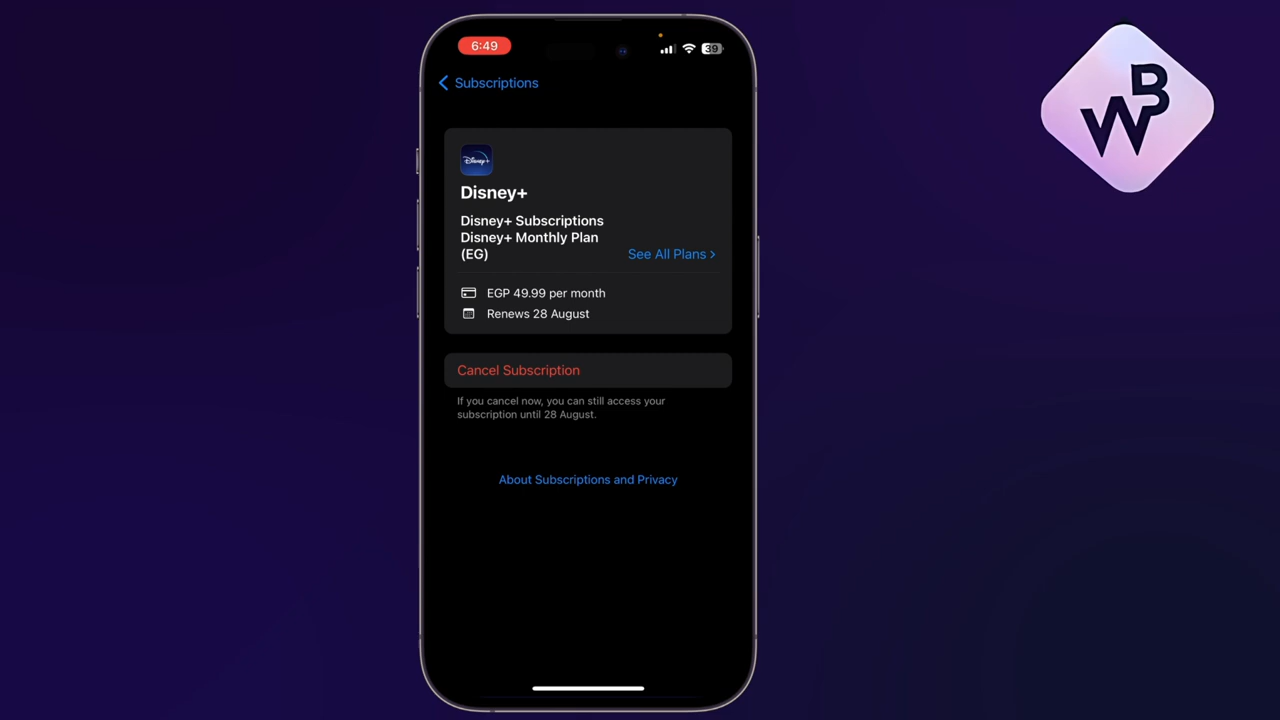 6:49
39
Subscriptions
Disney+
Disney+
Disney+ Subscriptions
Disney+ Monthly Plan
(EG)
See All Plans >
EGP 49.99 per month
Renews 28 August
Cancel Subscription
If you cancel now, you can still access your
subscription until 28 August.
About Subscriptions and Privacy
WB